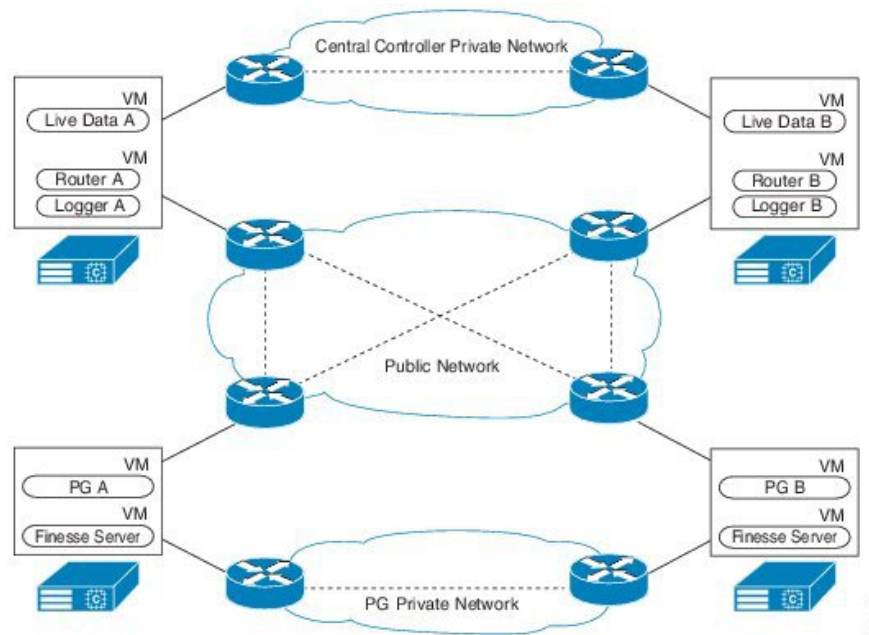 Central Controller Private Network
VM
Live Data A
VM
Router A
Logger A
VM
Live Data B
VM
Router B
Logger B
C
C
Public Network
VM
PG A
VM
Finesse Server
VM
PG B
VM
Finesse Server
PG Private Network
C
C